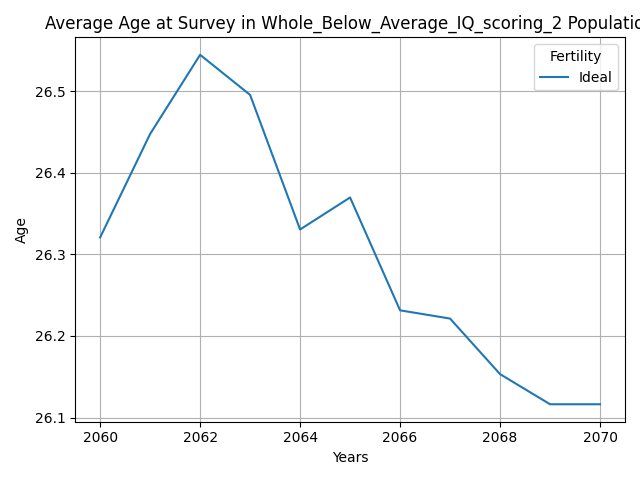 Average Age at Survey in Whole_Below_Average_IQ_scoring_2 Populatio
Fertility
Ideal
26.5
26.4
26.3
26.2
26.1
Age
2060 2062 2064 2066 2068 2070
Years